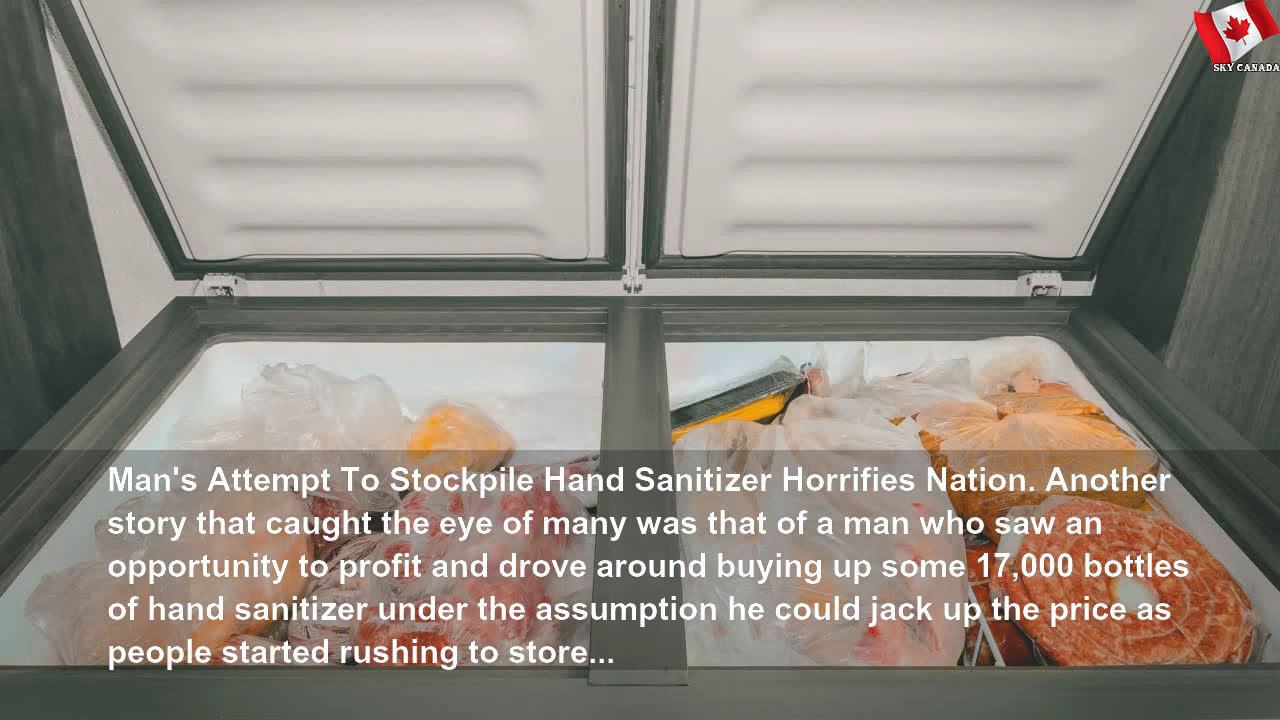 SKY CANADA
Man's Attempt To Stockpile Hand Sanitizer Horrifies Nation. Another
story that caught the eye of many was that of a man who saw an
opportunity to profit and drove around buying up some 17,000 bottles
of hand sanitizer under the assumption he could jack up the price as
people started rushing to store...